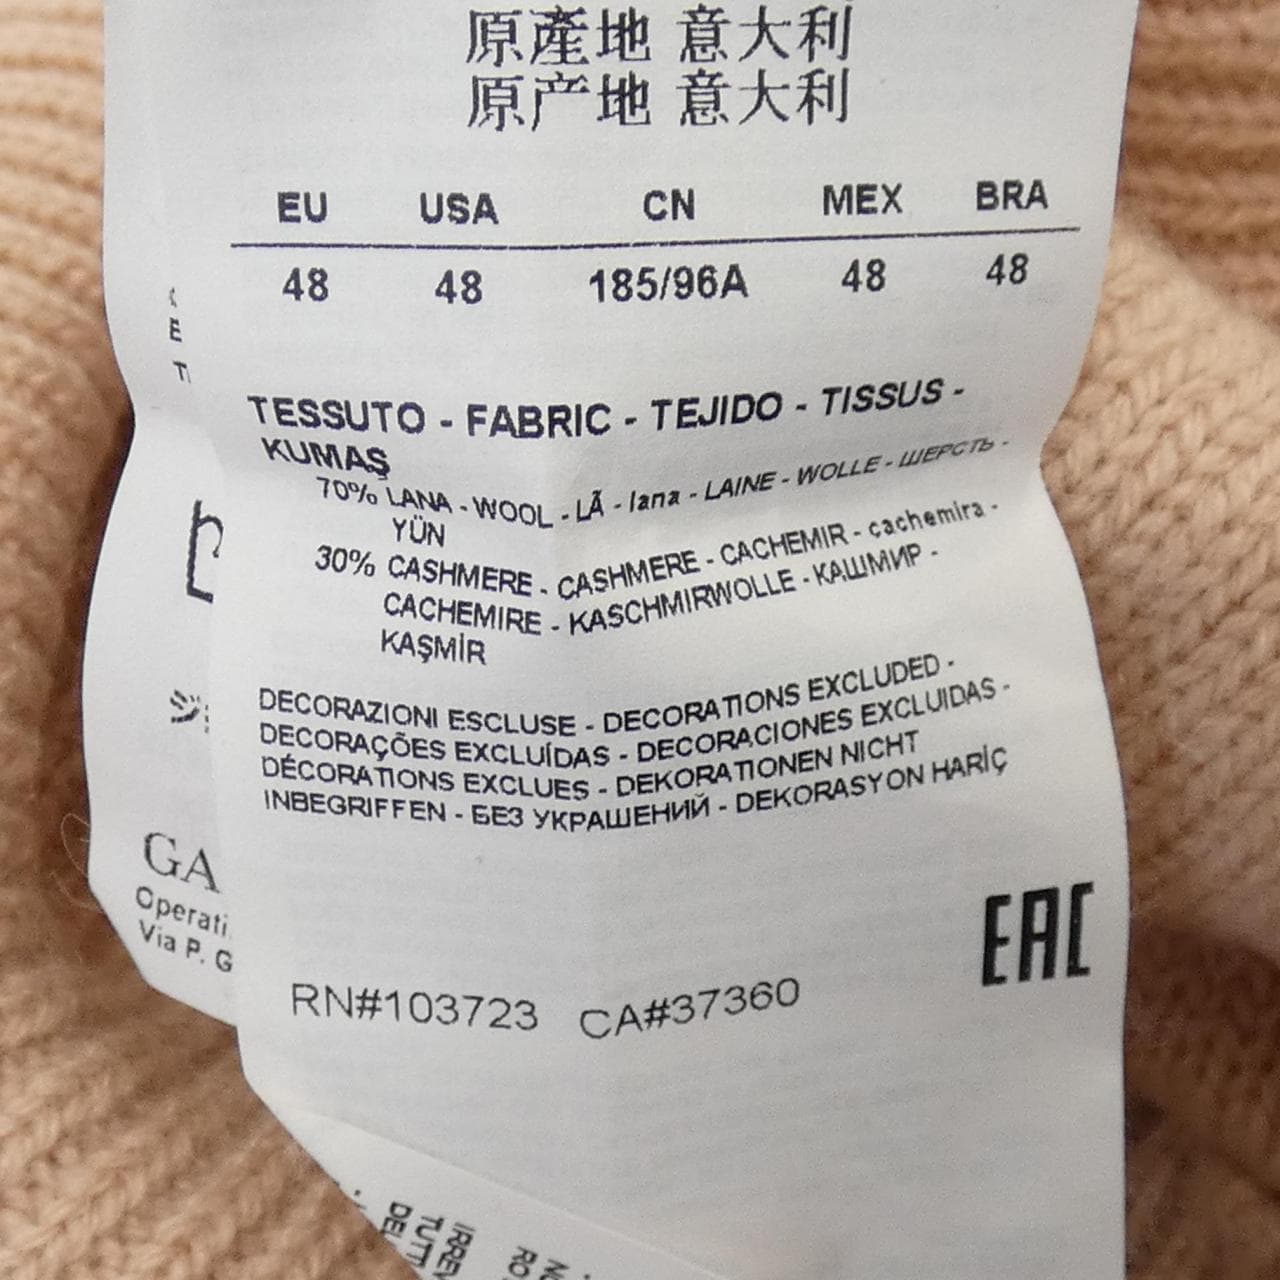 原產地 意大利
原产地 意大利
EU USA CN MEX BRA
48 48 185/96A 48 48
TESSUTO - FABRIC - TEJIDO - TISSUS -
KUMAŞ
70% LANA - WOOL - LÃ - lana - LAINE - WOLLE - ШЕРСТЬ -
YÜN
30% CASHMERE - CASHMERE - CACHEMIR - cachemira -
CACHEMIRE - KASCHMIRWOLLE - КАШМИР -
KAŞMİR
DECORAZIONI ESCLUSE - DECORATIONS EXCLUDED -
DECORAÇÕES EXCLUÍDAS - DECORACIONES EXCLUIDAS -
DÉCORATIONS EXCLUES - DEKORATIONEN NICHT
INBEGRIFFEN - БЕЗ УКРАШЕНИЙ - DEKORASYON HARİÇ
EAC
RN#103723 CA#37360
GA
Operati
Via P. G